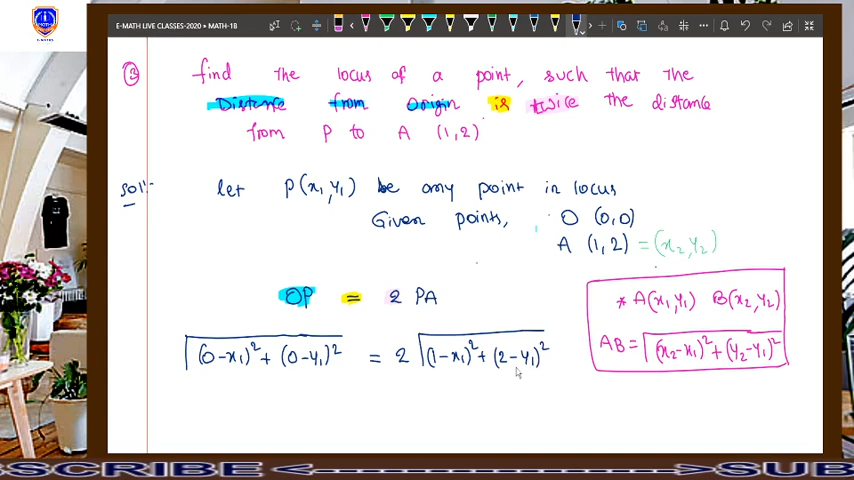 E-MATH LIVE CLASSES-2020 » MATH-1B
③ find the locus of a point, such that the
Distance from Origin is twice the distance
from P to A (1,2)
Sol:- let P(x₁,y₁) be any point in locus
Given points, O (0,0)
A (1,2) = (x₂,y₂)
OP = 2 PA
* A(x₁,y₁) B(x₂,y₂)
AB = √(x₂-x₁)²+(y₂-y₁)²
√(0-x₁)²+(0-y₁)² = 2 √(1-x₁)²+(2-y₁)²
SCRIBE <----------> SUB